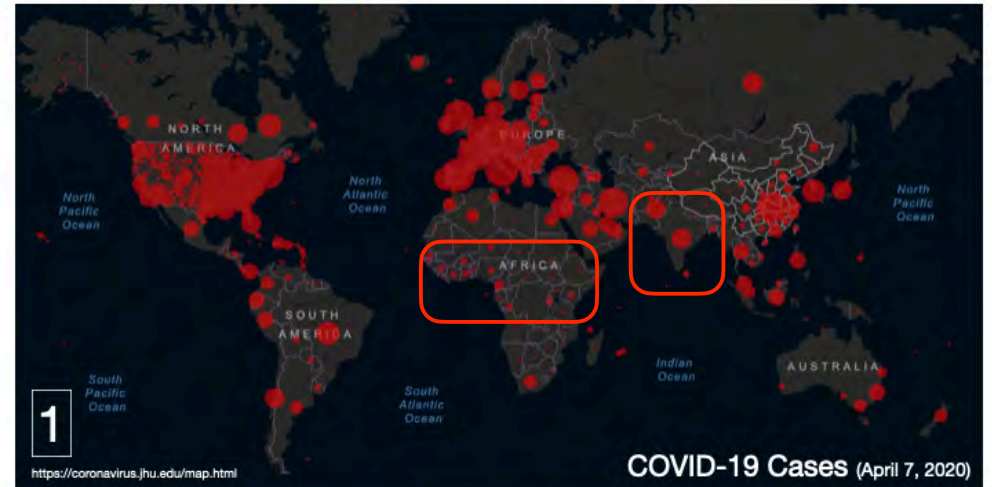 NORTH
AMERICA
EUROPE
ASIA
North
Pacific
Ocean
North
Atlantic
Ocean
North
Pacific
Ocean
AFRICA
SOUTH
AMERICA
Indian
Ocean
AUSTRALIA
South
Pacific
Ocean
South
Atlantic
Ocean
1
https://coronavirus.jhu.edu/map.html
COVID-19 Cases (April 7, 2020)